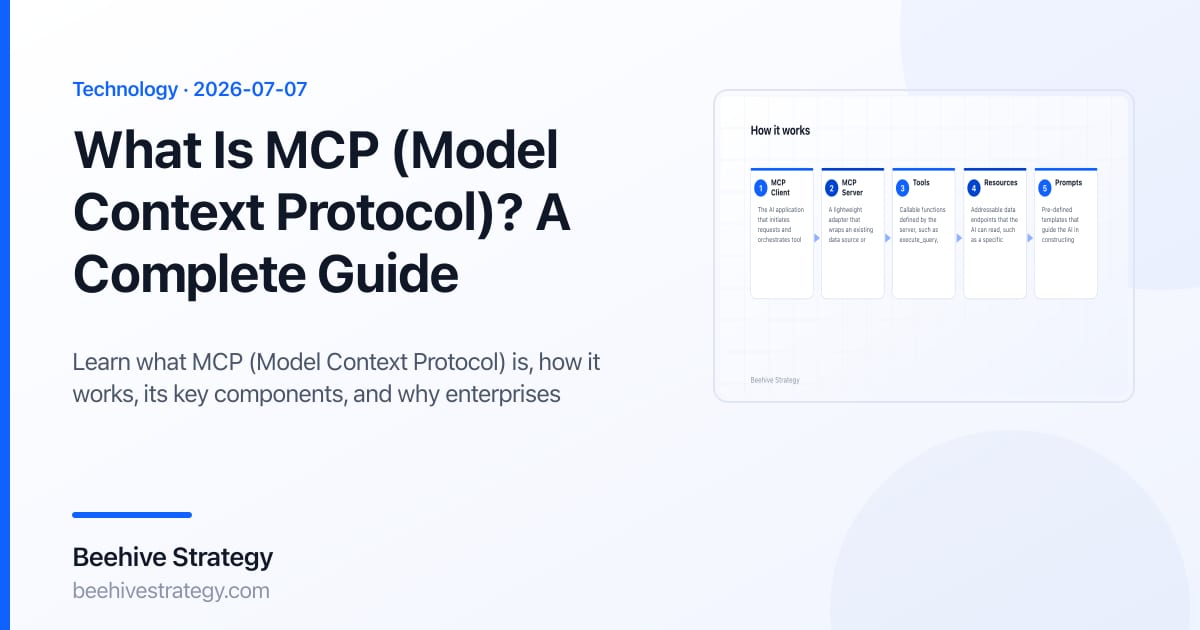 Technology · 2026-07-07
What Is MCP (Model
Context Protocol)? A
Complete Guide
Learn what MCP (Model Context Protocol) is, how it
works, its key components, and why enterprises
Beehive Strategy
beehivestrategy.com
How it works
1 MCP
Client
The AI application
that initiates
requests and
orchestrates tool
2 MCP
Server
A lightweight
adapter that
wraps an existing
data source or
3 Tools
Callable functions
defined by the
server, such as
execute_query,
4 Resources
Addressable data
endpoints that the
AI can read, such
as a specific
5 Prompts
Pre-defined
templates that
guide the AI in
constructing
Beehive Strategy